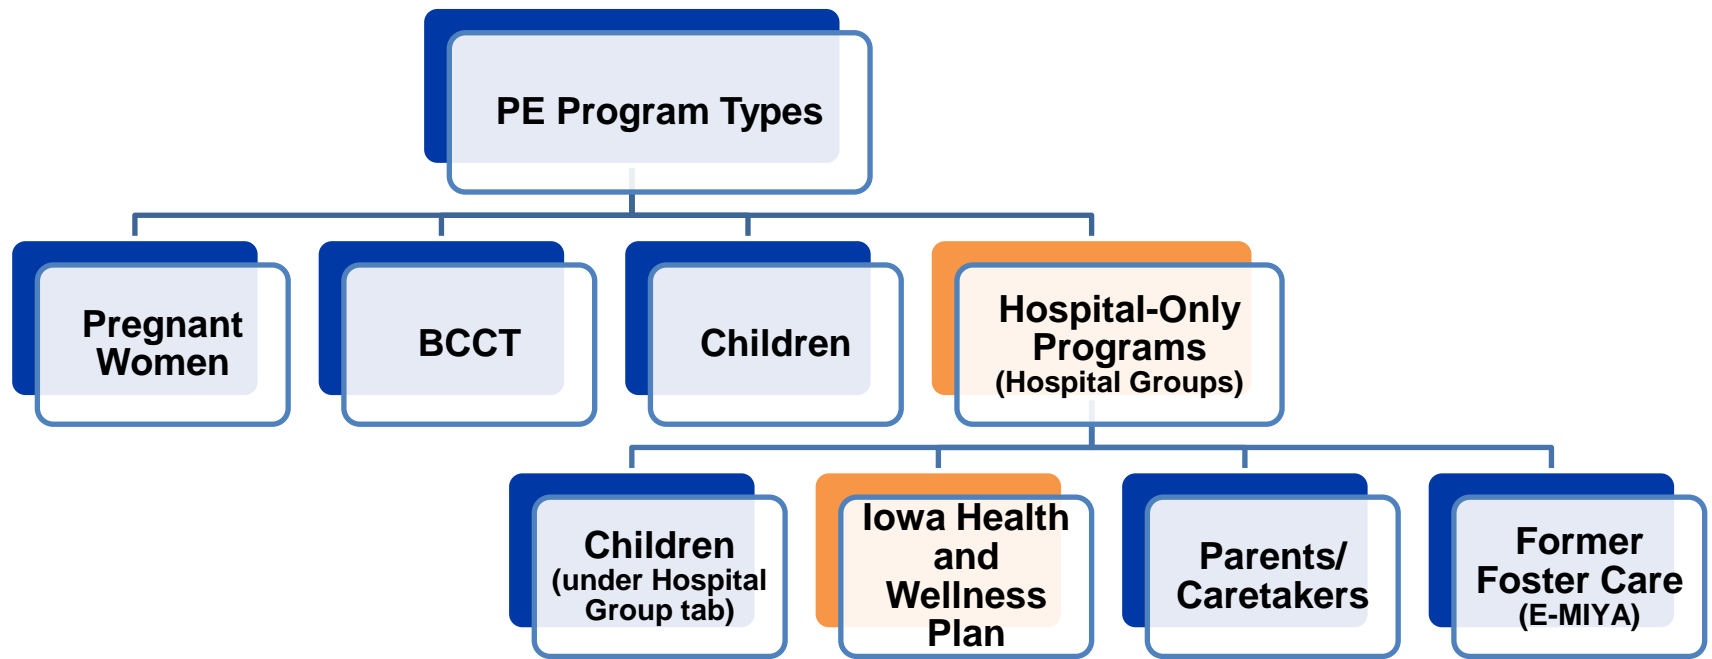 PE Program Types
Pregnant
Women
BCCT
Children
Hospital-Only
Programs
(Hospital Groups)
Children
(under Hospital
Group tab)
Iowa Health
and
Wellness
Plan
Parents/
Caretakers
Former
Foster Care
(E-MIYA)